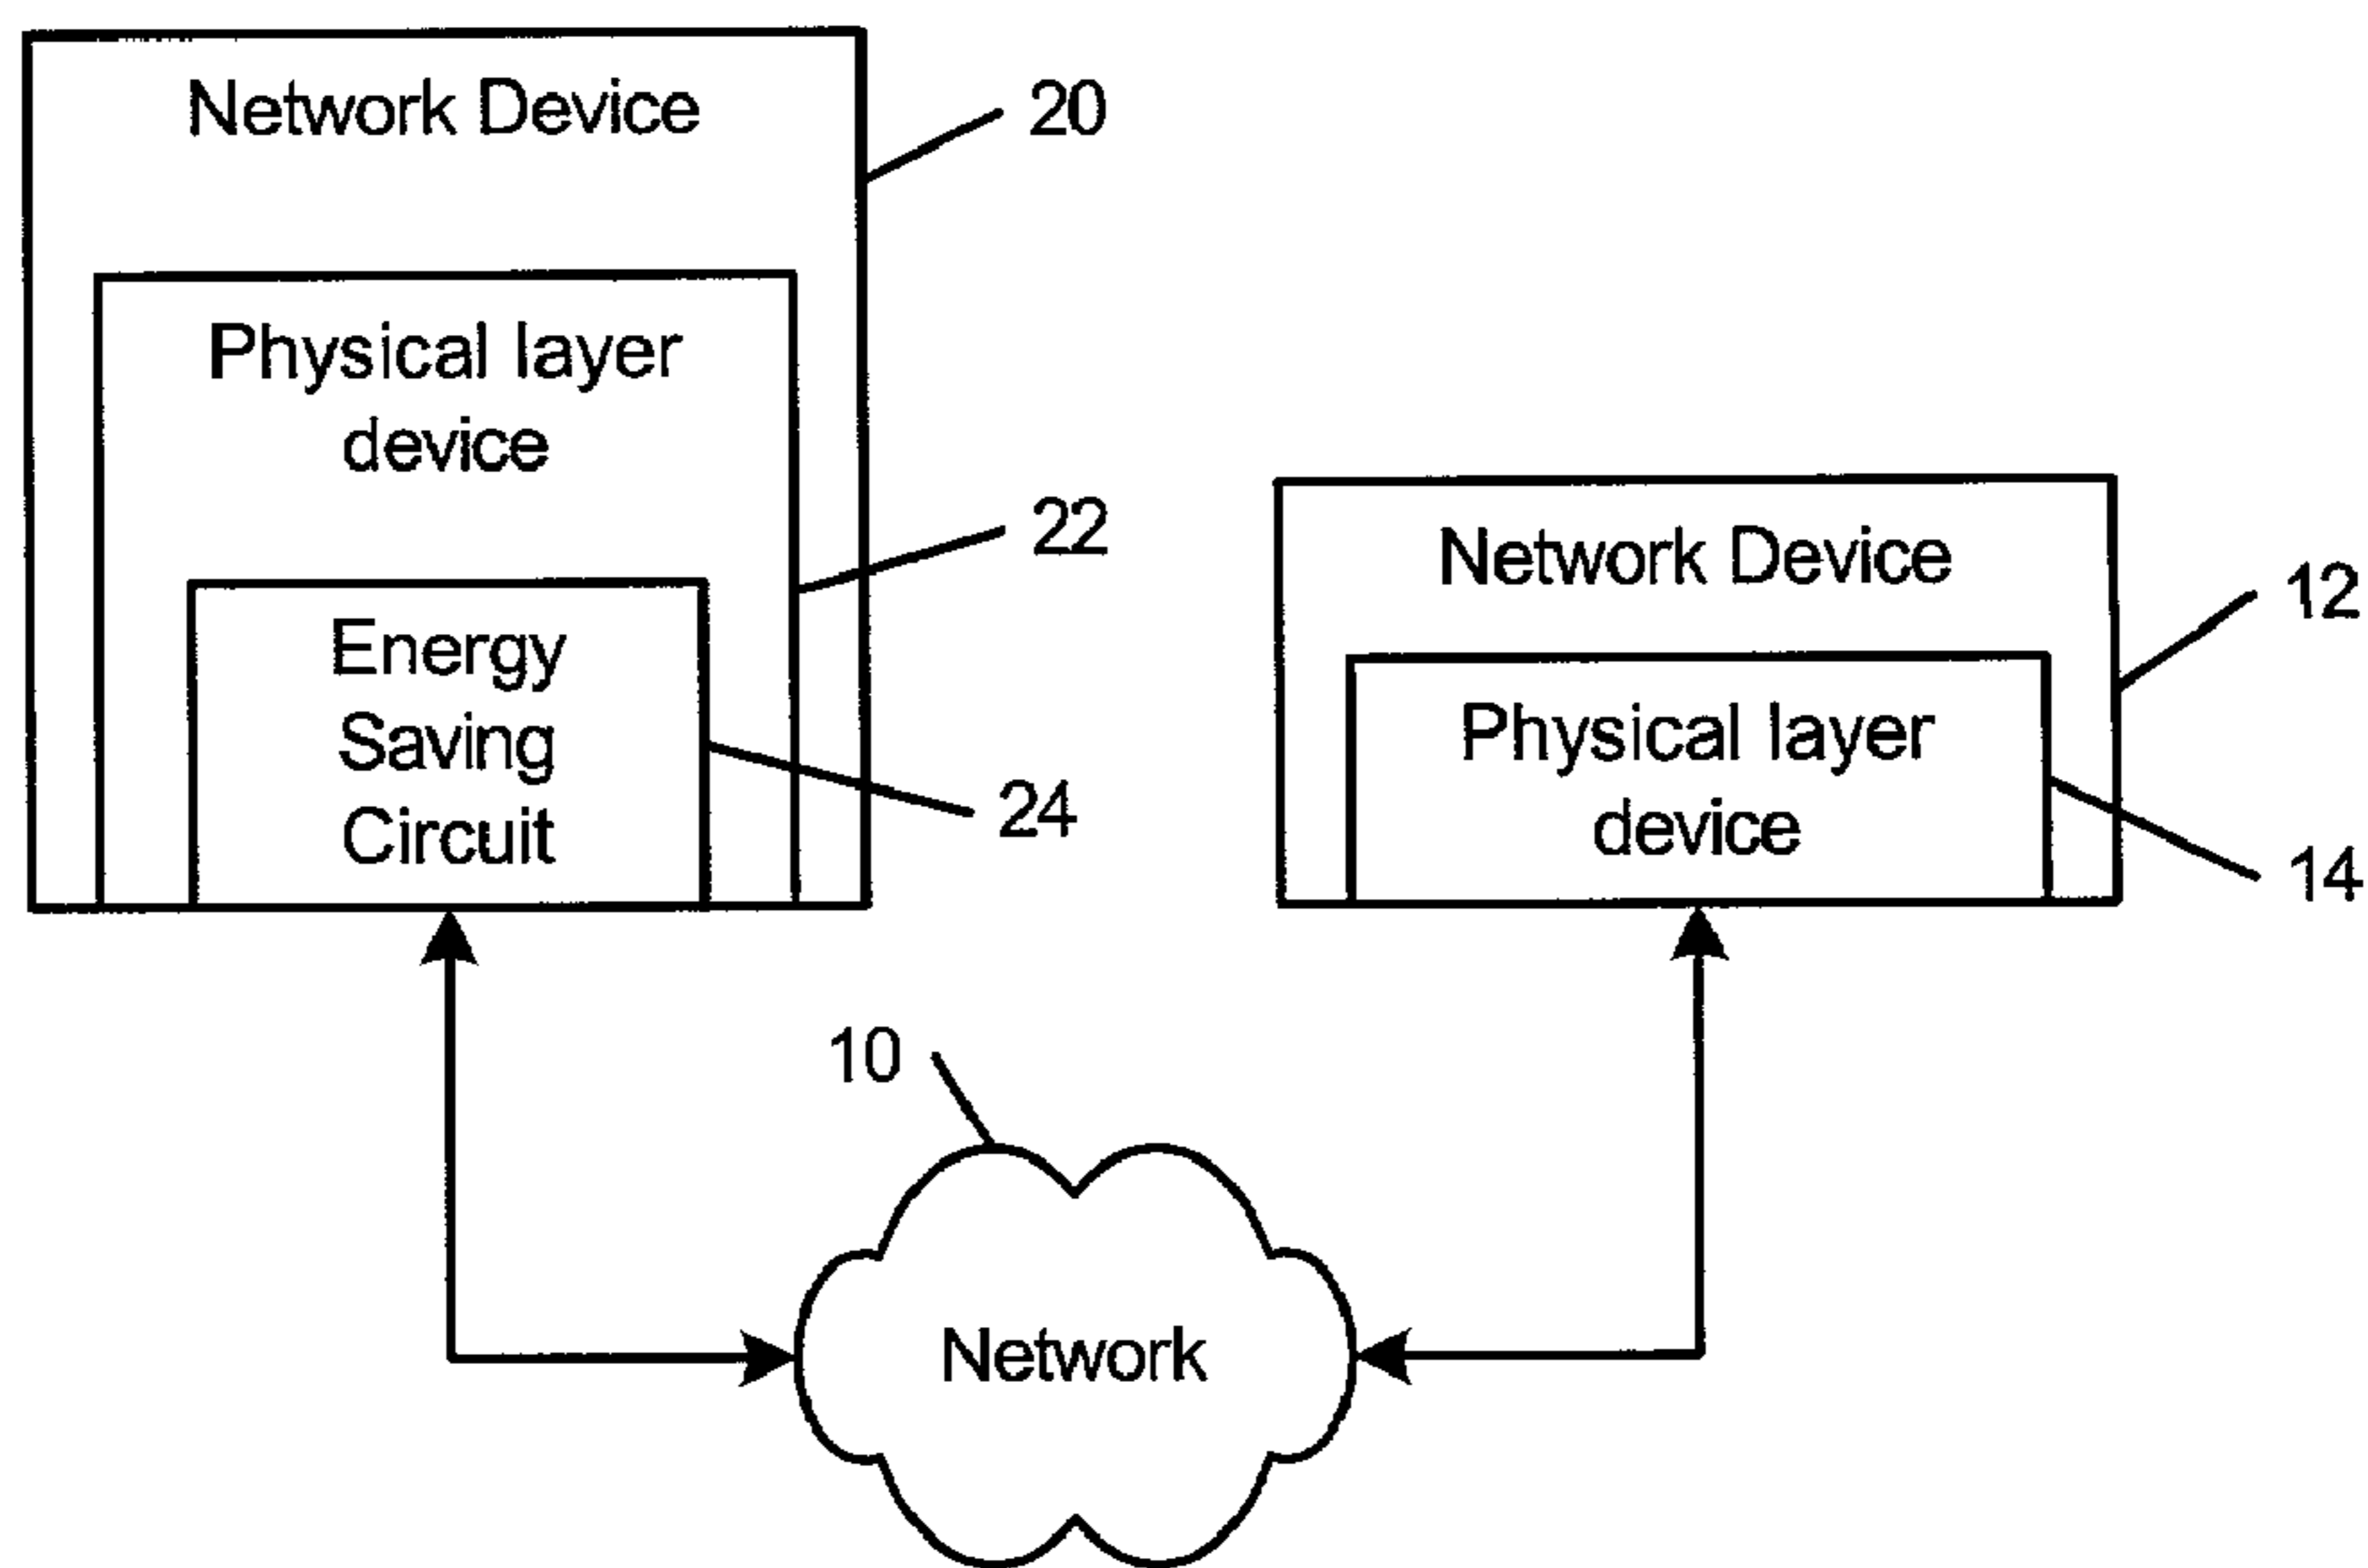 Network Device
20
Physical layer
device
22
Energy
Saving
Circuit
24
Network Device
12
Physical layer
device
14
10
Network